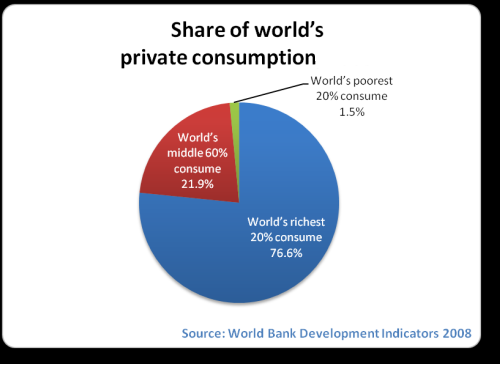 Share of world's
private consumption
World's poorest
20% consume
1.5%
World's
middle 60%
consume
21.9%
World's richest
20% consume
76.6%
Source: World Bank Development Indicators 2008